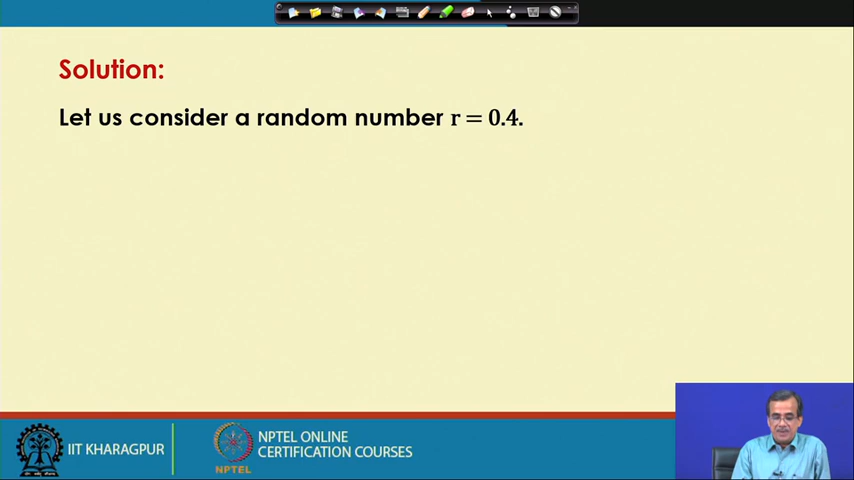 Solution:
Let us consider a random number r = 0.4.
IIT KHARAGPUR
NPTEL
NPTEL ONLINE
CERTIFICATION COURSES